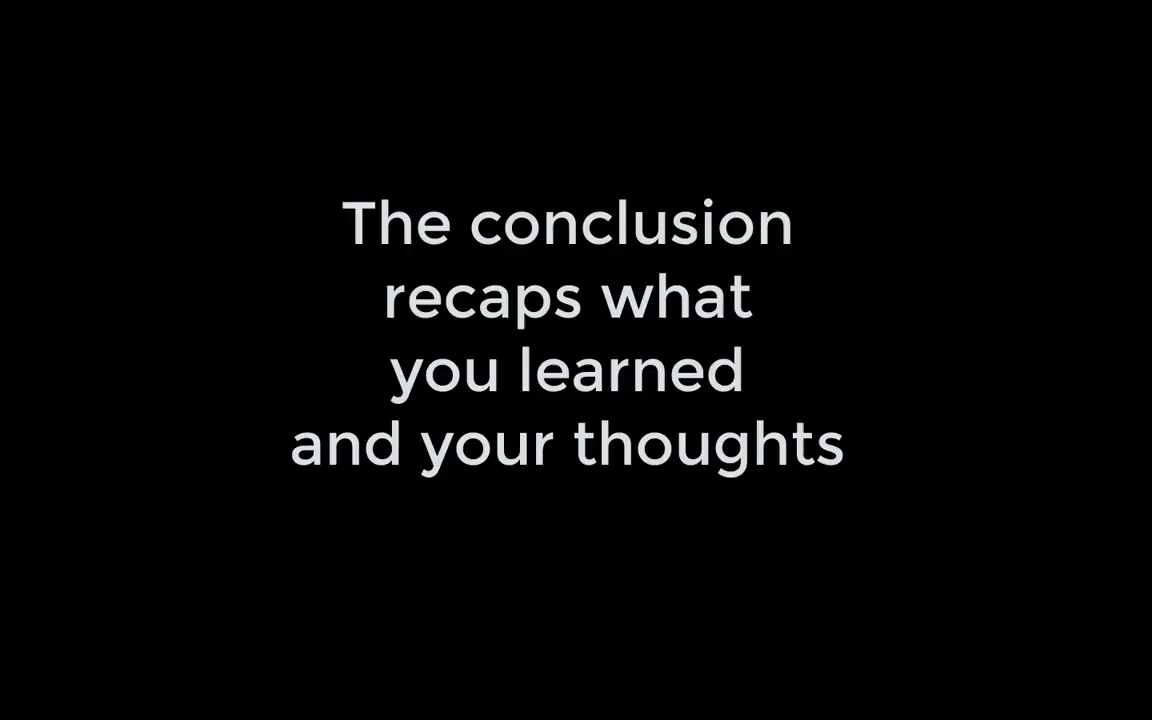 The conclusion
recaps what
you learned
and your thoughts